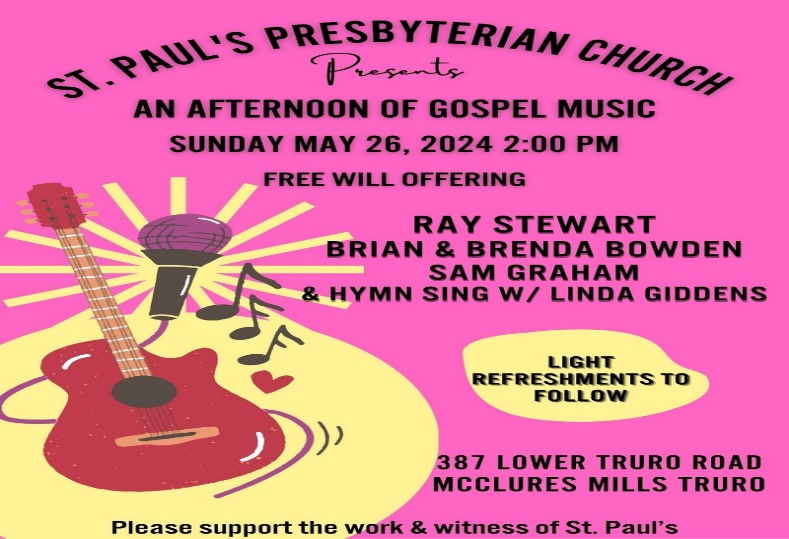 ST. PAUL'S PRESBYTERIAN CHURCH
Presents
AN AFTERNOON OF GOSPEL MUSIC
SUNDAY MAY 26, 2024 2:00 PM
FREE WILL OFFERING
RAY STEWART
BRIAN & BRENDA BOWDEN
SAM GRAHAM
& HYMN SING W/ LINDA GIDDENS
LIGHT
REFRESHMENTS TO
FOLLOW
387 LOWER TRURO ROAD
MCCLURES MILLS TRURO
Please support the work & witness of St. Paul's